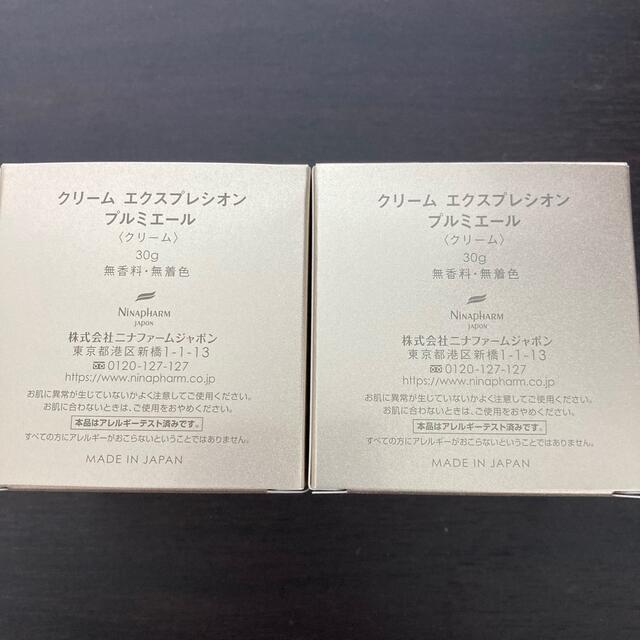 クリーム エクスプレシオン
プルミエール
〈クリーム〉
30g
無香料・無着色
NINAPHARM
JAPON
株式会社ニナファームジャポン
東京都港区新橋1-1-13
0120-127-127
https://www.ninapharm.co.jp
お肌に異常が生じていないかよく注意してご使用ください。
お肌に合わないときは、ご使用をおやめください。
本品はアレルギーテスト済みです。
すべての方にアレルギーがおこらないということではありません。
MADE IN JAPAN
クリーム エクスプレシオン
プルミエール
〈クリーム〉
30g
無香料・無着色
NINAPHARM
JAPON
株式会社ニナファームジャポン
東京都港区新橋1-1-13
0120-127-127
https://www.ninapharm.co.jp
お肌に異常が生じていないかよく注意してご使用ください。
お肌に合わないときは、ご使用をおやめください。
本品はアレルギーテスト済みです。
すべての方にアレルギーがおこらないということではありません。
MADE IN JAPAN